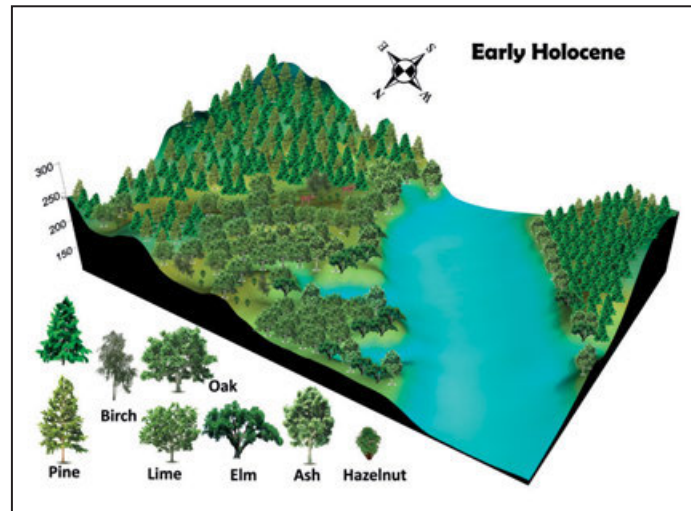 Early Holocene
E
S
N
W
300
250
200
150
Oak
Birch
Pine
Lime
Elm
Ash
Hazelnut